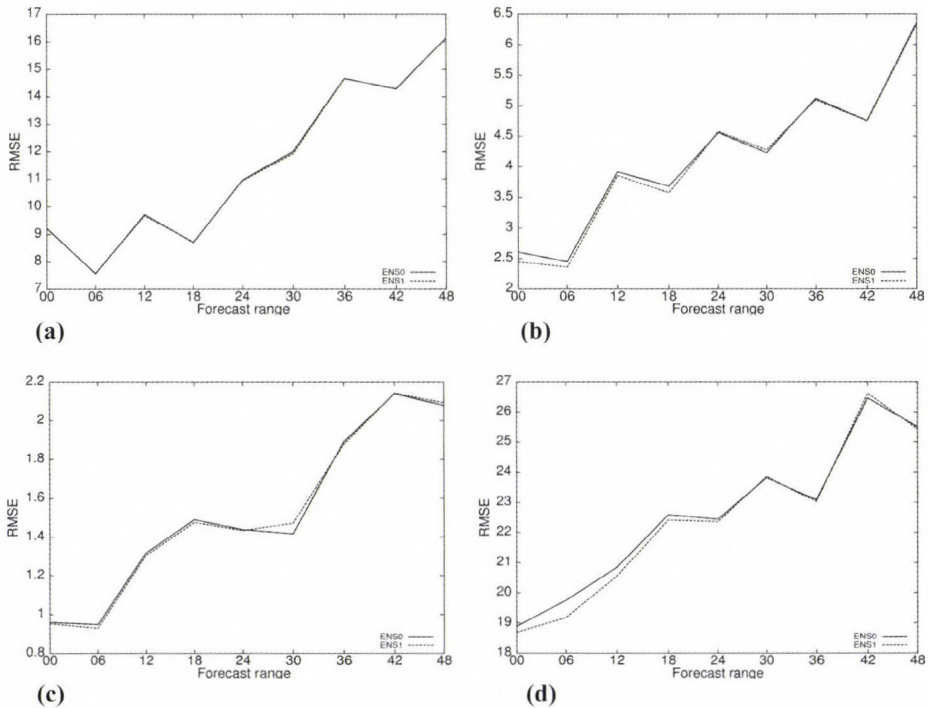 17
16
15
14
13
12
11
10
9
8
7
RMSE
00 06 12 18 24 30 36 42 48
Forecast range
ENS0
ENS1
(a)
6.5
6
5.5
5
4.5
4
3.5
3
2.5
2
RMSE
00 06 12 18 24 30 36 42 48
Forecast range
ENS0
ENS1
(b)
2.2
2
1.8
1.6
1.4
1.2
1
0.8
RMSE
00 06 12 18 24 30 36 42 48
Forecast range
ENS0
ENS1
(c)
27
26
25
24
23
22
21
20
19
18
RMSE
00 06 12 18 24 30 36 42 48
Forecast range
ENS0
ENS1
(d)